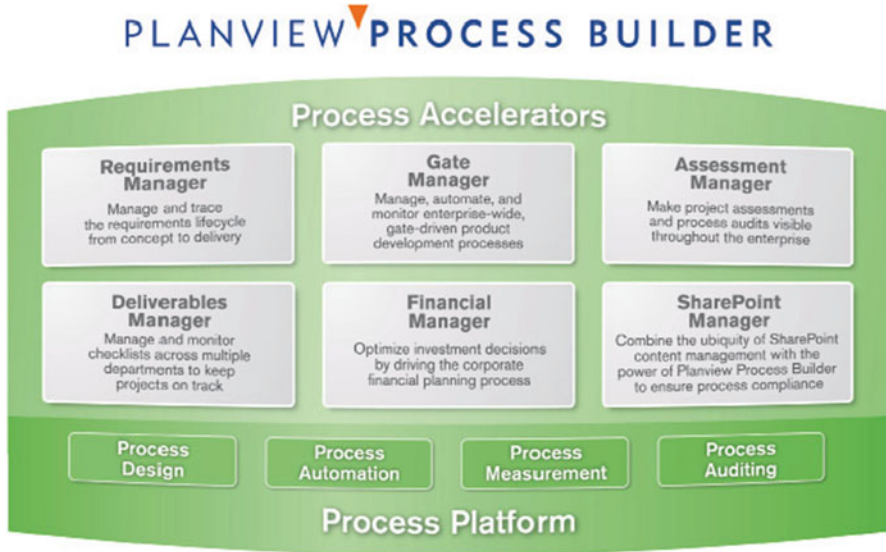 PLANVIEW PROCESS BUILDER
Process Accelerators
Requirements
Manager
Manage and trace
the requirements lifecycle
from concept to delivery
Gate
Manager
Manage, automate, and
monitor enterprise-wide,
gate-driven product
development processes
Assessment
Manager
Make project assessments
and process audits visible
throughout the enterprise
Deliverables
Manager
Manage and monitor
checklists across multiple
departments to keep
projects on track
Financial
Manager
Optimize investment decisions
by driving the corporate
financial planning process
SharePoint
Manager
Combine the ubiquity of SharePoint
content management with the
power of Planview Process Builder
to ensure process compliance
Process
Design
Process
Automation
Process
Measurement
Process
Auditing
Process Platform